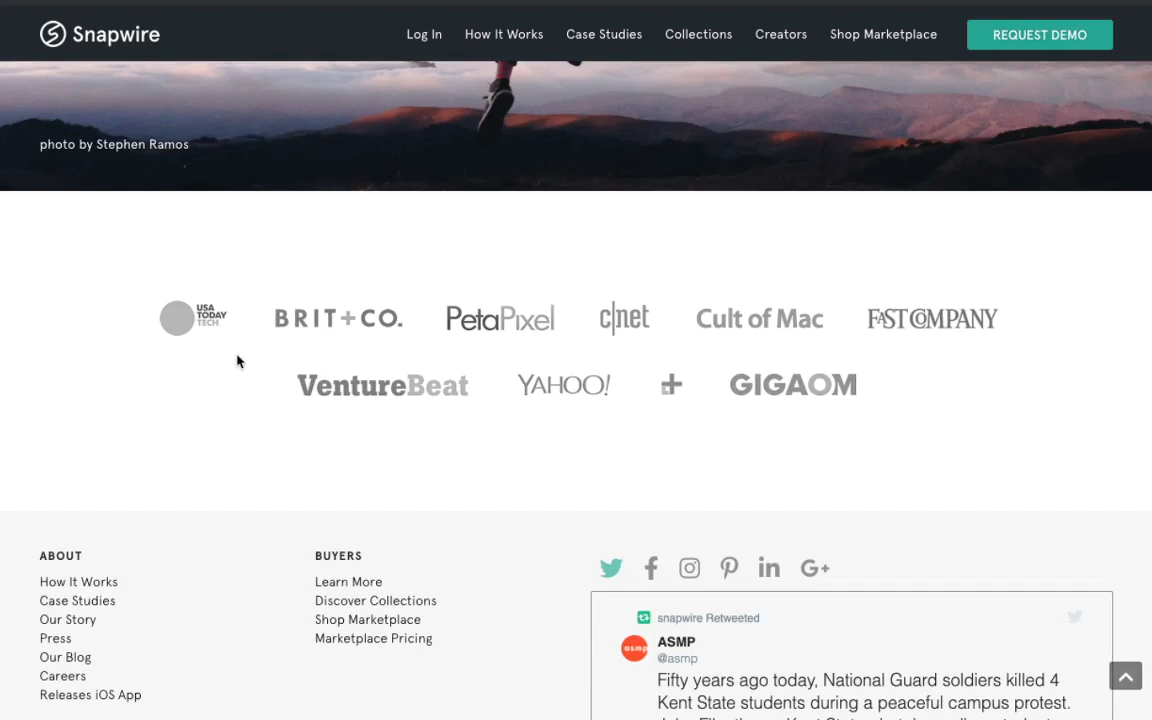 Snapwire
Log In How It Works Case Studies Collections Creators Shop Marketplace REQUEST DEMO
photo by Stephen Ramos
USA
TODAY
TECH
BRIT+CO. PetaPixel c|net Cult of Mac FAST COMPANY
VentureBeat YAHOO! GIGAOM
ABOUT
How It Works
Case Studies
Our Story
Press
Our Blog
Careers
Releases iOS App
BUYERS
Learn More
Discover Collections
Shop Marketplace
Marketplace Pricing
G+
snapwire Retweeted
asmp
ASMP
@asmp
Fifty years ago today, National Guard soldiers killed 4
Kent State students during a peaceful campus protest.